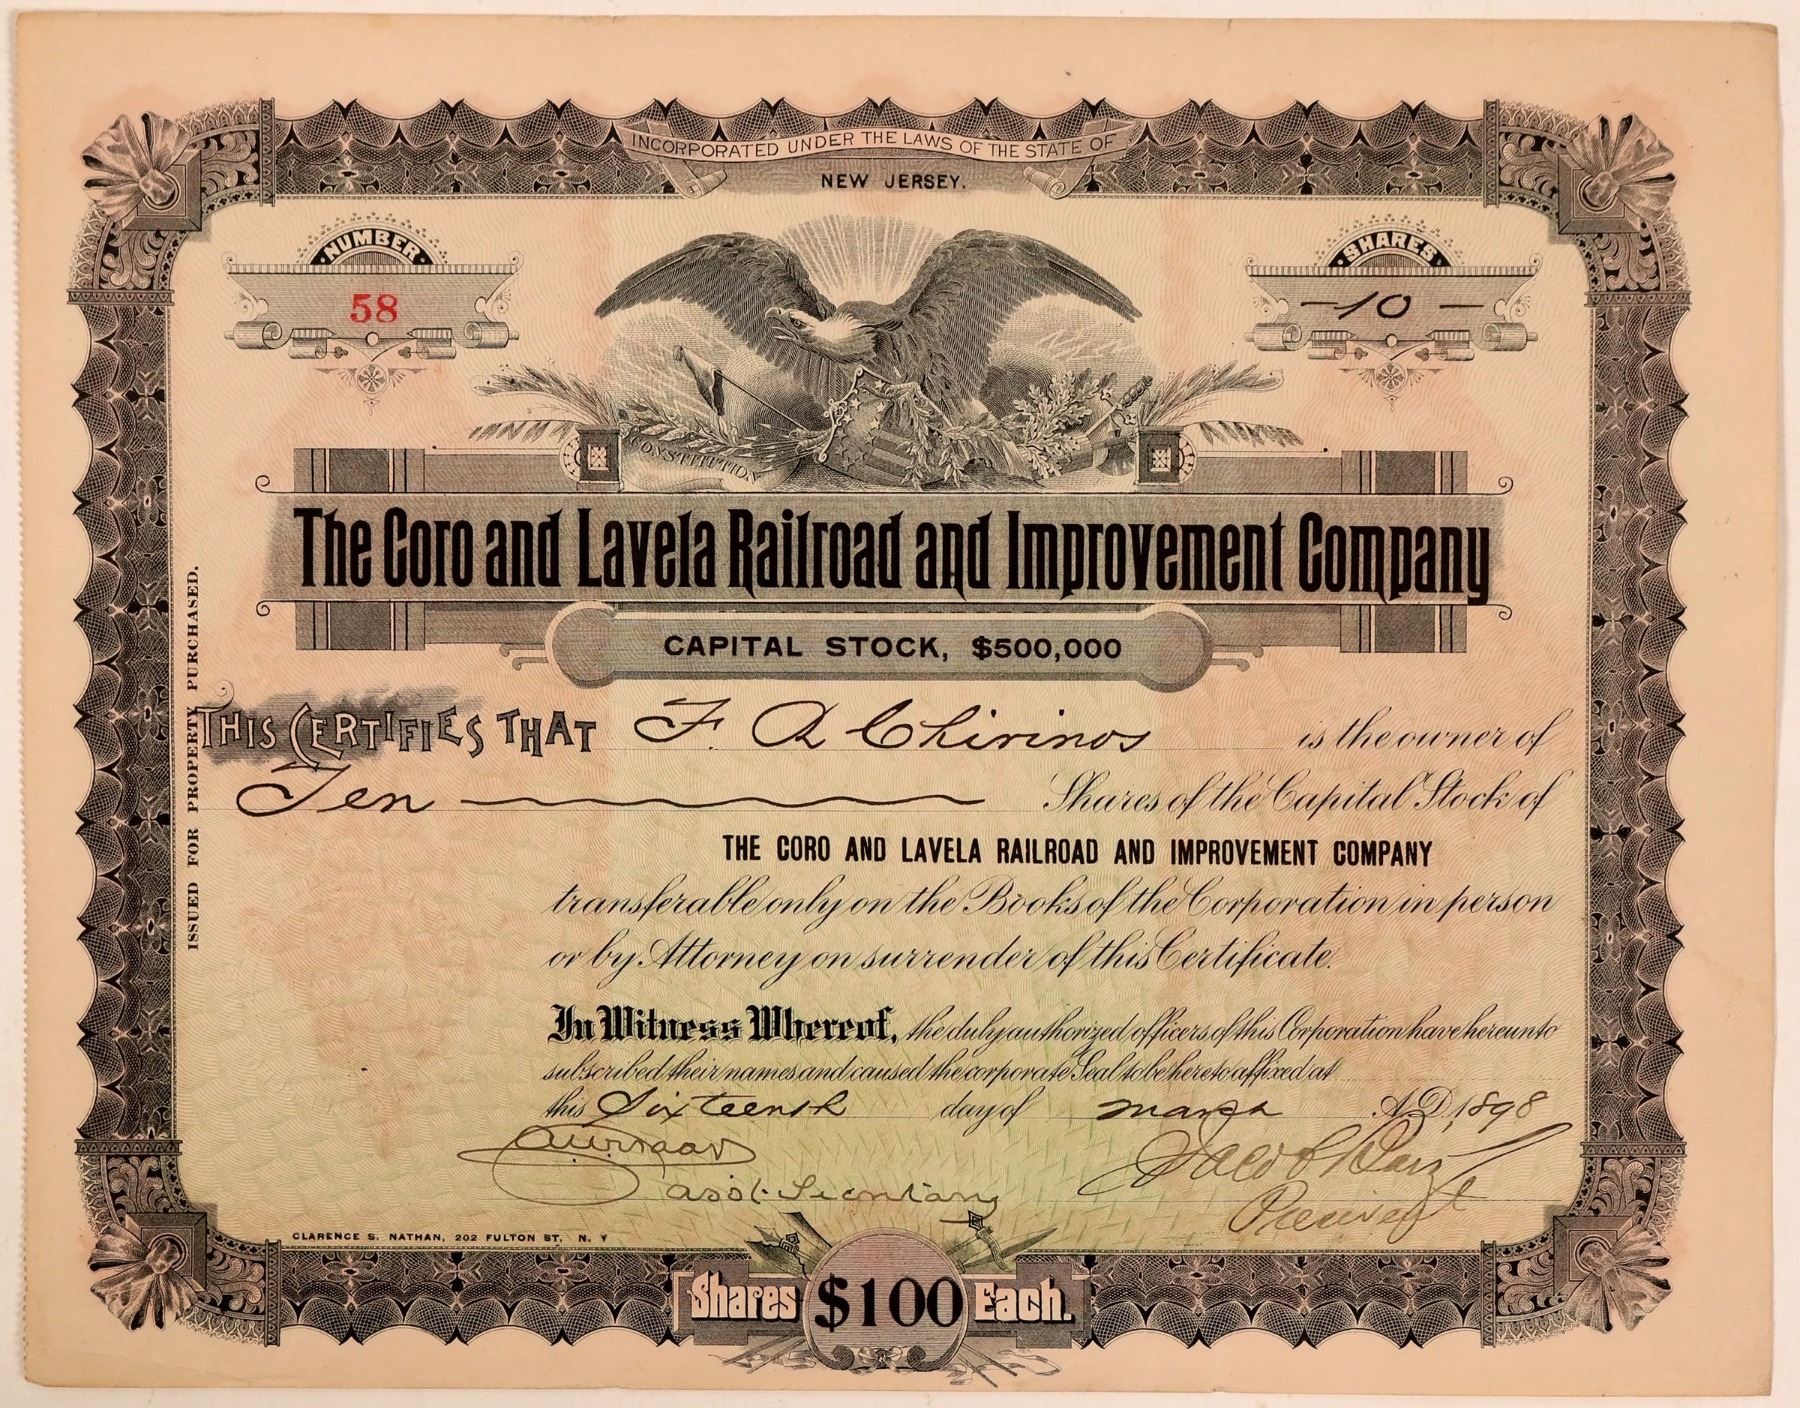 INCORPORATED UNDER THE LAWS OF THE STATE OF
NEW JERSEY.
NUMBER
58
SHARES
-10-
CONSTITUTION
The Coro and Lavela Railroad and Improvement Company
CAPITAL STOCK, $500,000
THIS CERTIFIES THAT F. A Chirinos is the owner of
Ten Shares of the Capital Stock of
THE CORO AND LAVELA RAILROAD AND IMPROVEMENT COMPANY
transferable only on the Books of the Corporation in person
or by Attorney on surrender of this Certificate.
In Witness Whereof, the duly authorized officers of this Corporation have hereunto
subscribed their names and caused the corporate Seal to be hereto affixed at
this Sixteenth day of March A.D. 1898
Jacob
Asst. Secretary
President
ISSUED FOR PROPERTY PURCHASED.
CLARENCE S. NATHAN, 202 FULTON ST. N. Y
Shares $100 Each.